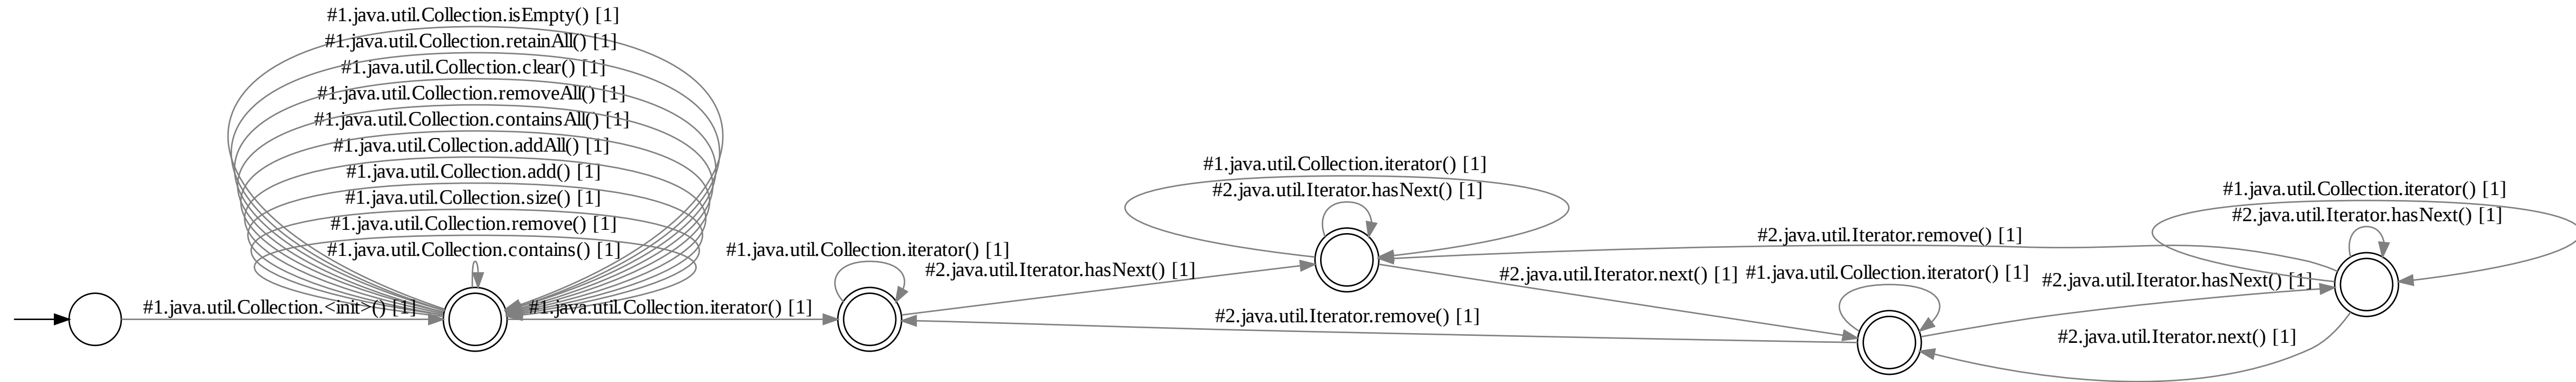 #1.java.util.Collection.isEmpty() [1]
#1.java.util.Collection.retainAll() [1]
#1.java.util.Collection.clear() [1]
#1.java.util.Collection.removeAll() [1]
#1.java.util.Collection.containsAll() [1]
#1.java.util.Collection.addAll() [1]
#1.java.util.Collection.add() [1]
#1.java.util.Collection.size() [1]
#1.java.util.Collection.remove() [1]
#1.java.util.Collection.contains() [1]
#1.java.util.Collection.<init>() [1]
#1.java.util.Collection.iterator() [1]
#1.java.util.Collection.iterator() [1]
#2.java.util.Iterator.hasNext() [1]
#1.java.util.Collection.iterator() [1]
#2.java.util.Iterator.hasNext() [1]
#2.java.util.Iterator.remove() [1]
#2.java.util.Iterator.next() [1]
#2.java.util.Iterator.remove() [1]
#1.java.util.Collection.iterator() [1]
#2.java.util.Iterator.hasNext() [1]
#1.java.util.Collection.iterator() [1]
#2.java.util.Iterator.hasNext() [1]
#2.java.util.Iterator.next() [1]